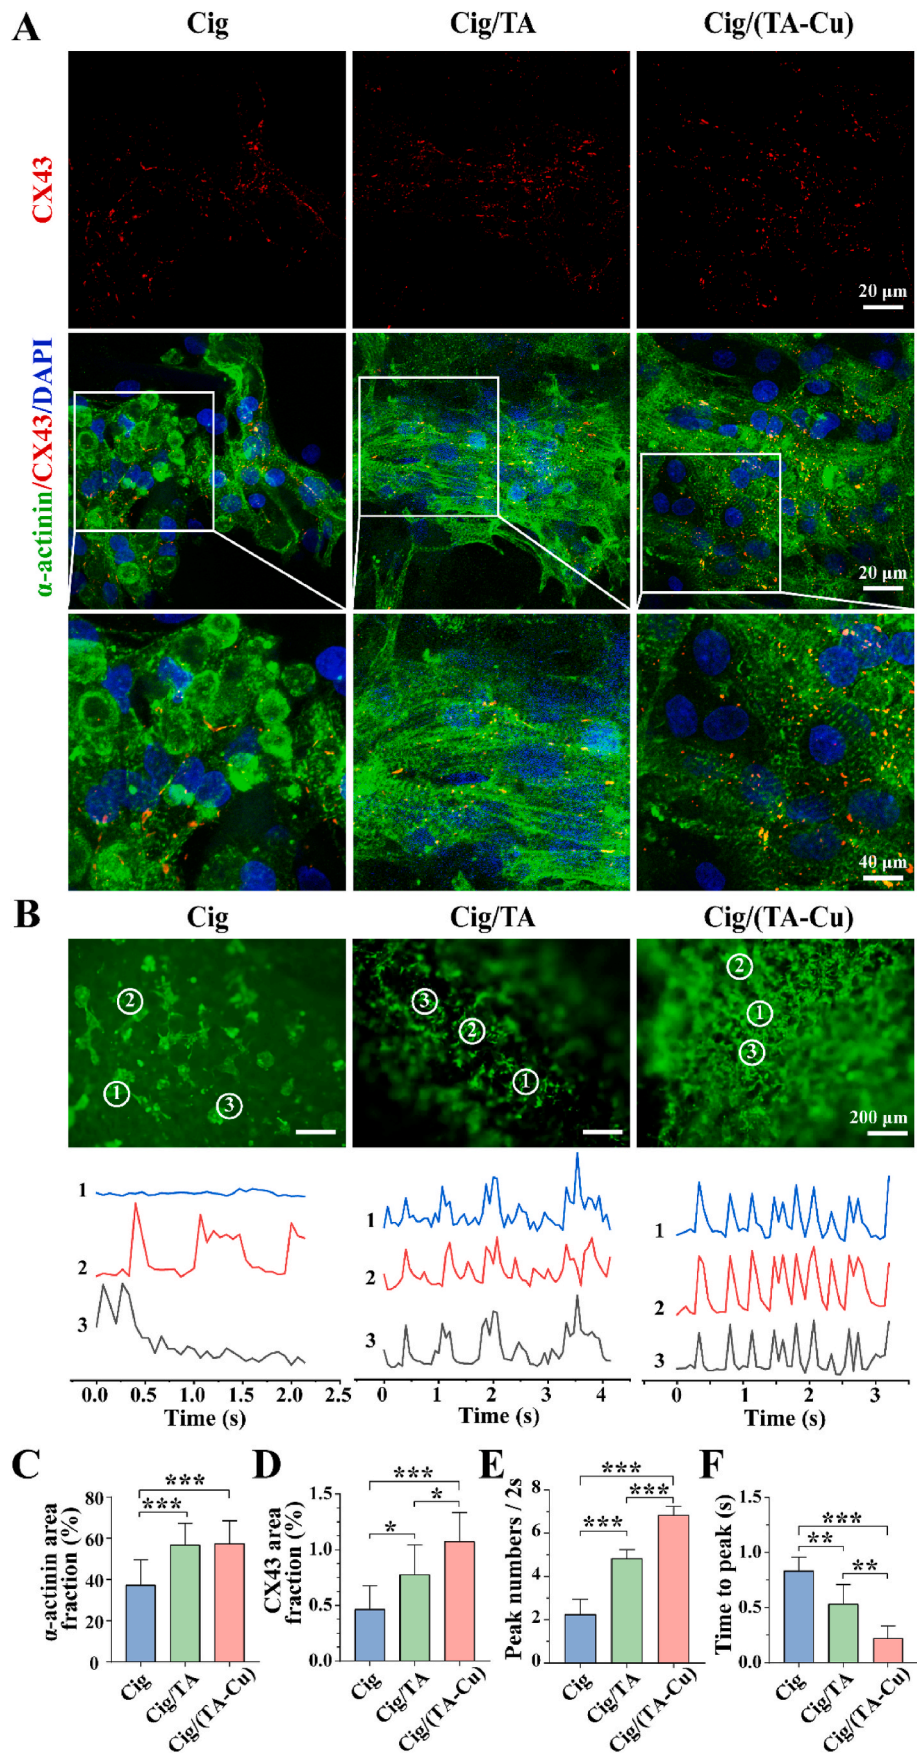 A
Cig
Cig/TA
Cig/(TA-Cu)
CX43
20 μm
α-actinin/CX43/DAPI
20 μm
40 μm
B
Cig
Cig/TA
Cig/(TA-Cu)
2
1
3
3
2
1
2
1
3
200 μm
1
2
3
0.0 0.5 1.0 1.5 2.0 2.5
Time (s)
1
2
3
0 1 2 3 4
Time (s)
1
2
3
0 1 2 3
Time (s)
C
α-actinin area
fraction (%)
80
60
40
20
0
***
***
Cig
Cig/TA
Cig/(TA-Cu)
D
CX43 area
fraction (%)
1.5
1.0
0.5
0.0
***
*
*
Cig
Cig/TA
Cig/(TA-Cu)
E
Peak numbers / 2s
8
6
4
2
0
***
***
***
Cig
Cig/TA
Cig/(TA-Cu)
F
Time to peak (s)
1.5
1.0
0.5
0.0
***
**
**
Cig
Cig/TA
Cig/(TA-Cu)